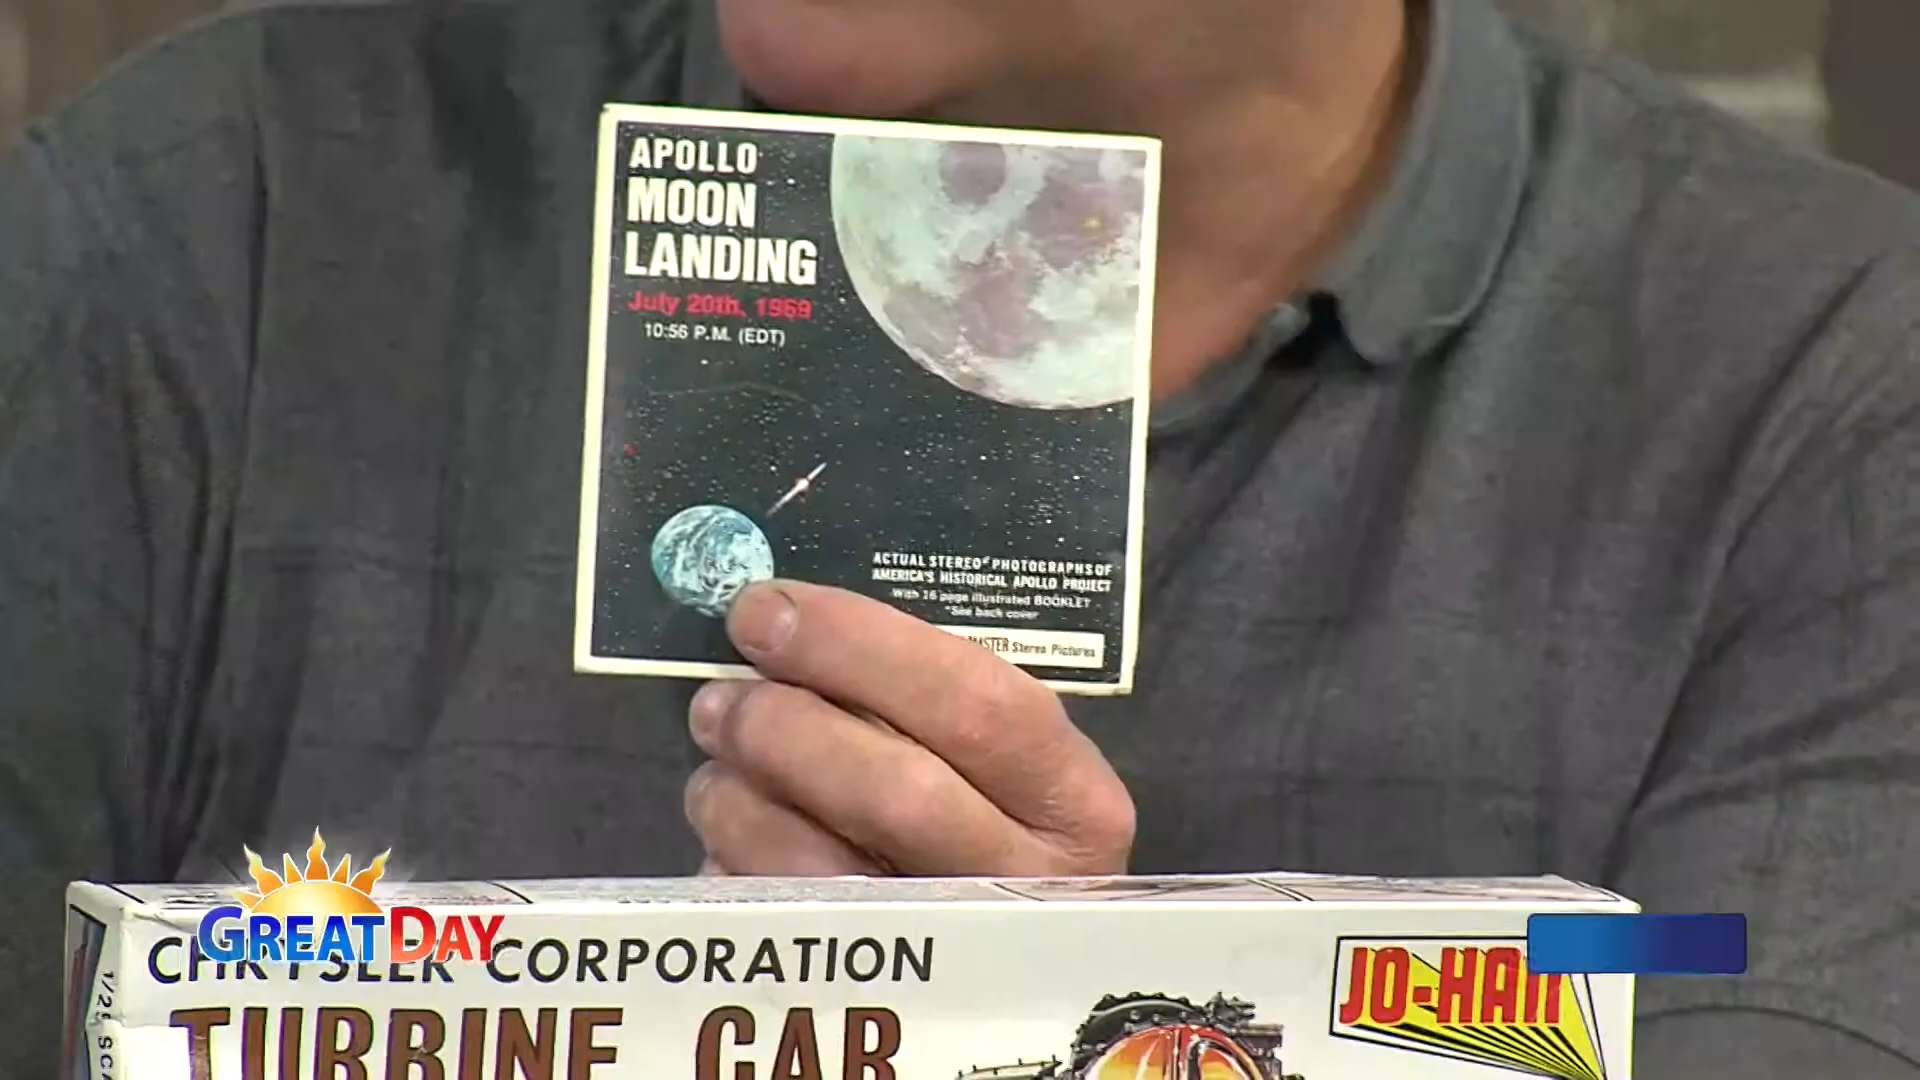 APOLLO
MOON
LANDING
July 20th, 1969
10:56 P.M. (EDT)
ACTUAL STEREO* PHOTOGRAPHS OF
AMERICA'S HISTORICAL APOLLO PROJECT
With 16 page illustrated BOOKLET
*See back cover
Stereo Pictures
GREAT DAY
CHRYSLER CORPORATION
TURBINE CAR
JO-HAN